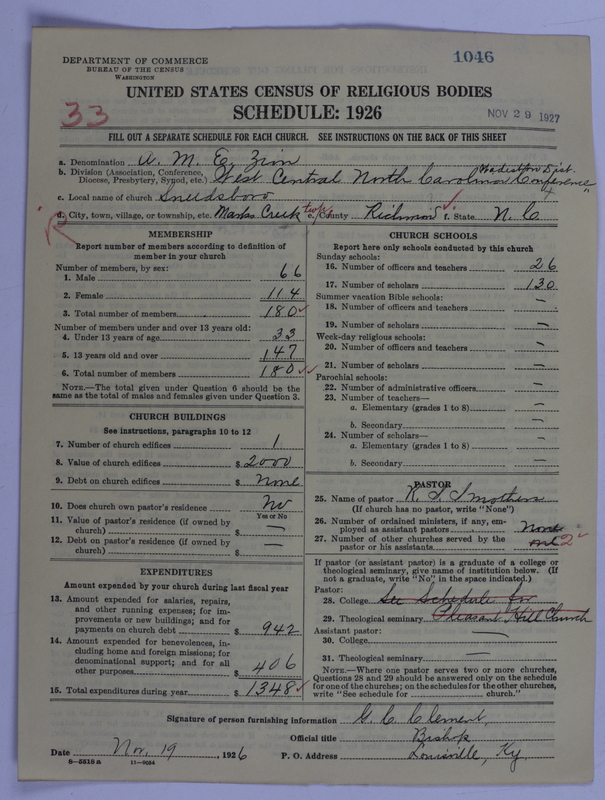 1046
DEPARTMENT OF COMMERCE
BUREAU OF THE CENSUS
WASHINGTON
UNITED STATES CENSUS OF RELIGIOUS BODIES
33
SCHEDULE: 1926
NOV 29 1927
FILL OUT A SEPARATE SCHEDULE FOR EACH CHURCH. SEE INSTRUCTIONS ON THE BACK OF THIS SHEET
a. Denomination A. M. E. Zion
b. Division (Association, Conference, Diocese, Presbytery, Synod, etc.) West Central North Carolina Conference Wadesboro Dist.
c. Local name of church Sneedsboro
d. City, town, village, or township, etc. Marks Creek twp. e. County Richmond f. State N. C.
MEMBERSHIP
Report number of members according to definition of
member in your church
Number of members, by sex:
1. Male 66
2. Female 114
3. Total number of members 180
Number of members under and over 13 years old:
4. Under 13 years of age 33
5. 13 years old and over 147
6. Total number of members 180
NOTE.—The total given under Question 6 should be the
same as the total of males and females given under Question 3.
CHURCH BUILDINGS
See instructions, paragraphs 10 to 12
7. Number of church edifices 1
8. Value of church edifices $ 2000
9. Debt on church edifices $ None
10. Does church own pastor's residence No
Yes or No
11. Value of pastor's residence (if owned by
church) $ —
12. Debt on pastor's residence (if owned by
church) $ —
EXPENDITURES
Amount expended by your church during last fiscal year
13. Amount expended for salaries, repairs,
and other running expenses; for im-
provements or new buildings; and for
payments on church debt $ 942
14. Amount expended for benevolences, in-
cluding home and foreign missions; for
denominational support; and for all
other purposes $ 406
15. Total expenditures during year $ 1348
CHURCH SCHOOLS
Report here only schools conducted by this church
Sunday schools:
16. Number of officers and teachers 26
17. Number of scholars 130
Summer vacation Bible schools:
18. Number of officers and teachers —
19. Number of scholars —
Week-day religious schools:
20. Number of officers and teachers —
21. Number of scholars —
Parochial schools:
22. Number of administrative officers —
23. Number of teachers—
a. Elementary (grades 1 to 8) —
b. Secondary —
24. Number of scholars—
a. Elementary (grades 1 to 8) —
b. Secondary —
PASTOR
25. Name of pastor R. S. Smothers
(If church has no pastor, write "None")
26. Number of ordained ministers, if any, em-
ployed as assistant pastors None
27. Number of other churches served by the
pastor or his assistants 2
If pastor (or assistant pastor) is a graduate of a college or
theological seminary, give name of institution below. (If
not a graduate, write "No" in the space indicated.)
Pastor:
28. College See Schedule for
29. Theological seminary Pleasant Hill Church
Assistant pastor:
30. College —
31. Theological seminary —
NOTE.—Where one pastor serves two or more churches,
Questions 28 and 29 should be answered only on the schedule
for one of the churches; on the schedules for the other churches,
write "See schedule for church."
Signature of person furnishing information G. C. Clement,
Official title Bishop
Date Nov. 19, 1926 P. O. Address Louisville, Ky
8—5518 a 11—9054